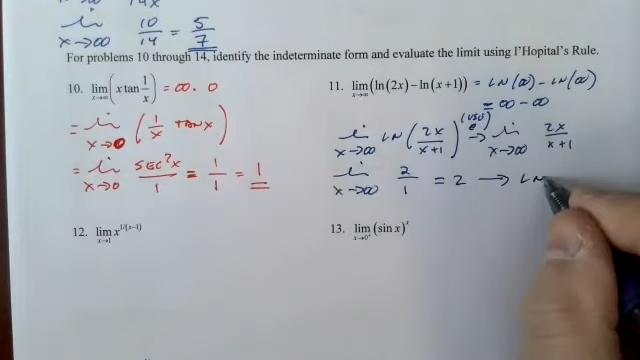 lim 10/14 = 5/7
x→∞
For problems 10 through 14, identify the indeterminate form and evaluate the limit using l'Hopital's Rule.
10. lim x→∞ (x tan 1/x) = ∞ · 0
= lim x→0 (1/x tan x)
= lim x→0 sec²x/1 = 1/1 = 1
11. lim x→∞ (ln(2x) − ln(x+1)) = LN(∞) − LN(∞)
= ∞ − ∞
lim x→∞ LN(2x/x+1) (use e) → lim x→∞ 2x/x+1
lim x→∞ 2/1 = 2 → LN
12. lim x→1 x^1/(x−1)
13. lim x→0⁺ (sin x)^x